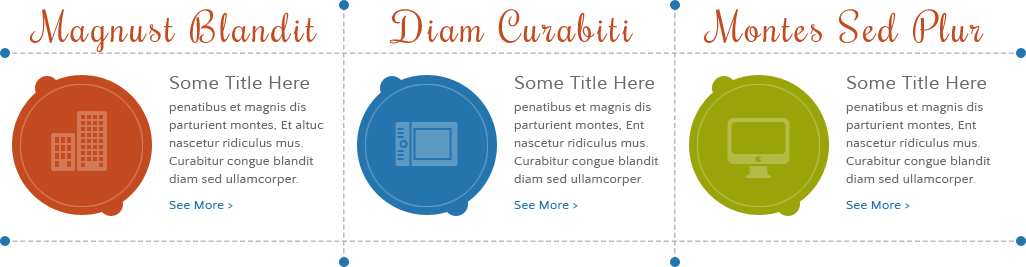 Magnust Blandit
Some Title Here
penatibus et magnis dis
parturient montes, Et altuc
nascetur ridiculus mus.
Curabitur congue blandit
diam sed ullamcorper.
See More >
Diam Curabiti
Some Title Here
penatibus et magnis dis
parturient montes, Ent
nascetur ridiculus mus.
Curabitur congue blandit
diam sed ullamcorper.
See More >
Montes Sed Plur
Some Title Here
penatibus et magnis dis
parturient montes, Ent
nascetur ridiculus mus.
Curabitur congue blandit
diam sed ullamcorper.
See More >